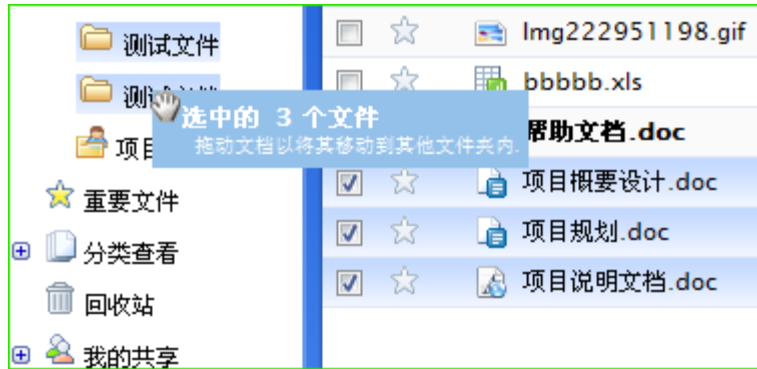 测试文件
测试
项目
重要文件
分类查看
回收站
我的共享
选中的 3 个文件
拖动文档以将其移动到其他文件夹内.
Img222951198.gif
bbbbb.xls
帮助文档.doc
项目概要设计.doc
项目规划.doc
项目说明文档.doc